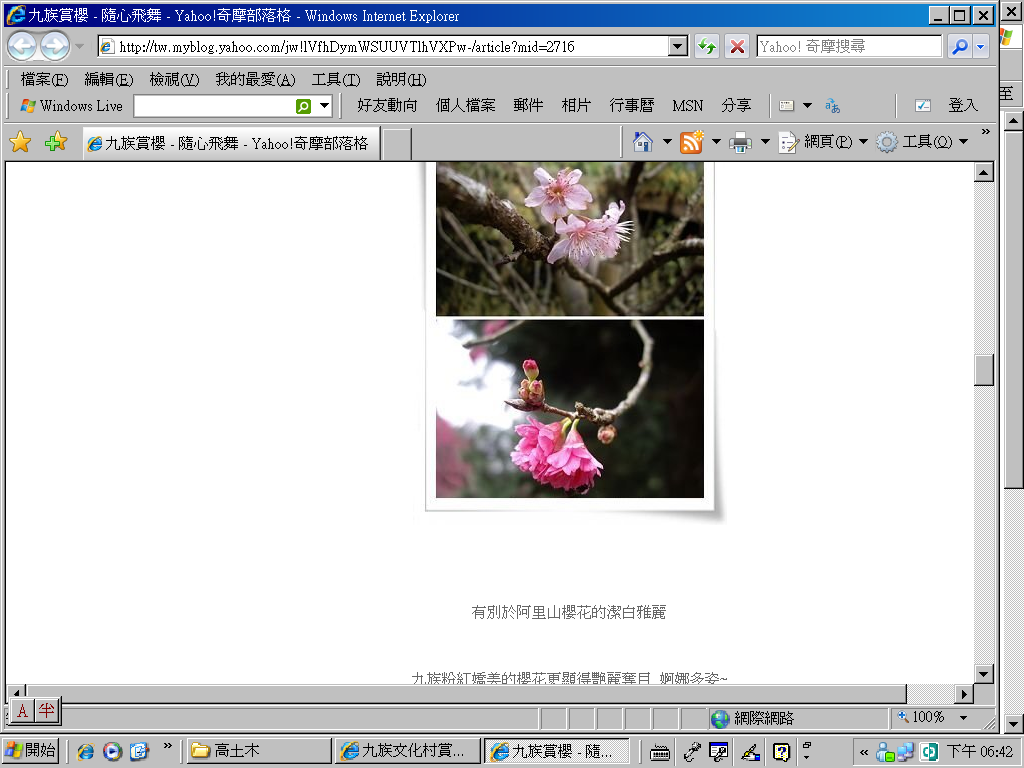 九族賞櫻 - 隨心飛舞 - Yahoo!奇摩部落格 - Windows Internet Explorer
http://tw.myblog.yahoo.com/jw!lVfhDymWSUUVTlhVXPw-/article?mid=2716
Yahoo! 奇摩搜尋
檔案(F) 編輯(E) 檢視(V) 我的最愛(A) 工具(T) 說明(H)
至
Windows Live 好友動向 個人檔案 郵件 相片 行事曆 MSN 分享 登入
九族賞櫻 - 隨心飛舞 - Yahoo!奇摩部落格 網頁(P) 工具(O) »
有別於阿里山櫻花的潔白雅麗
九族粉紅嬌美的櫻花更顯得艷麗奪目 婀娜多姿~
A 半
網際網路 100%
開始 » 高土木 九族文化村賞... 九族賞櫻 - 隨... « 下午 06:42